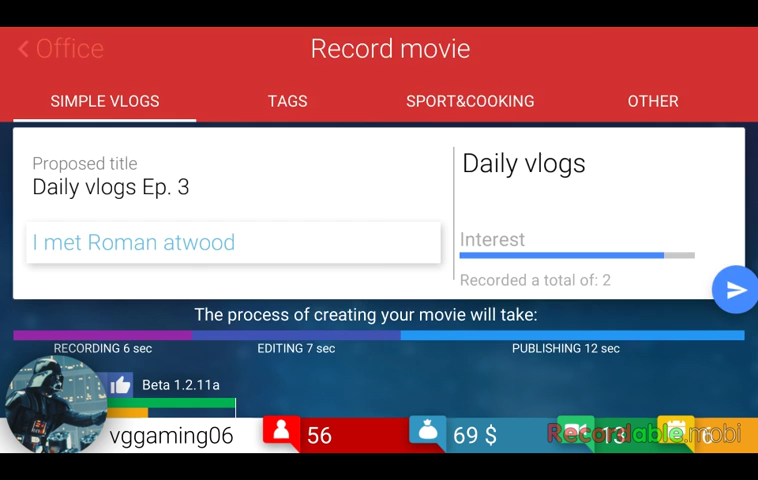 Office
Record movie
SIMPLE VLOGS
TAGS
SPORT&COOKING
OTHER
Proposed title
Daily vlogs Ep. 3
I met Roman atwood
Daily vlogs
Interest
Recorded a total of: 2
The process of creating your movie will take:
RECORDING 6 sec
EDITING 7 sec
PUBLISHING 12 sec
Beta 1.2.11a
vggaming06
56
69 $
13
6
Recordable.mobi